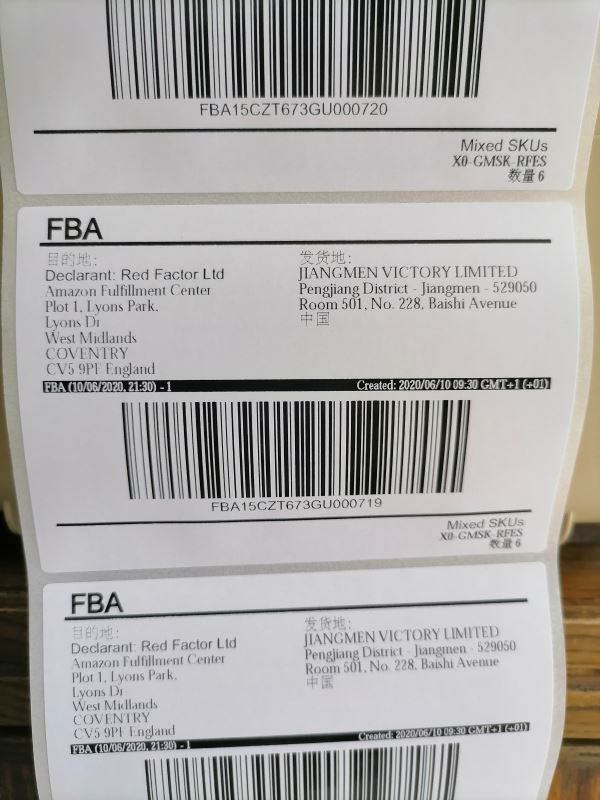 FBA15CZT673GU000720
Mixed SKUs
X0-GMSK-RFES
数量 6
FBA
目的地:
Declarant: Red Factor Ltd
Amazon Fulfillment Center
Plot 1, Lyons Park,
Lyons Dr
West Midlands
COVENTRY
CV5 9PF England
发货地:
JIANGMEN VICTORY LIMITED
Pengjiang District - Jiangmen - 529050
Room 501, No. 228, Baishi Avenue
中国
FBA (10/06/2020, 21:30) - 1
Created: 2020/06/10 09:30 GMT+1 (+01)
FBA15CZT673GU000719
Mixed SKUs
X0-GMSK-RFES
数量 6
FBA
目的地:
Declarant: Red Factor Ltd
Amazon Fulfillment Center
Plot 1, Lyons Park,
Lyons Dr
West Midlands
COVENTRY
CV5 9PF England
发货地:
JIANGMEN VICTORY LIMITED
Pengjiang District - Jiangmen - 529050
Room 501, No. 228, Baishi Avenue
中国
FBA (10/06/2020, 21:30) - 1
Created: 2020/06/10 09:30 GMT+1 (+01)